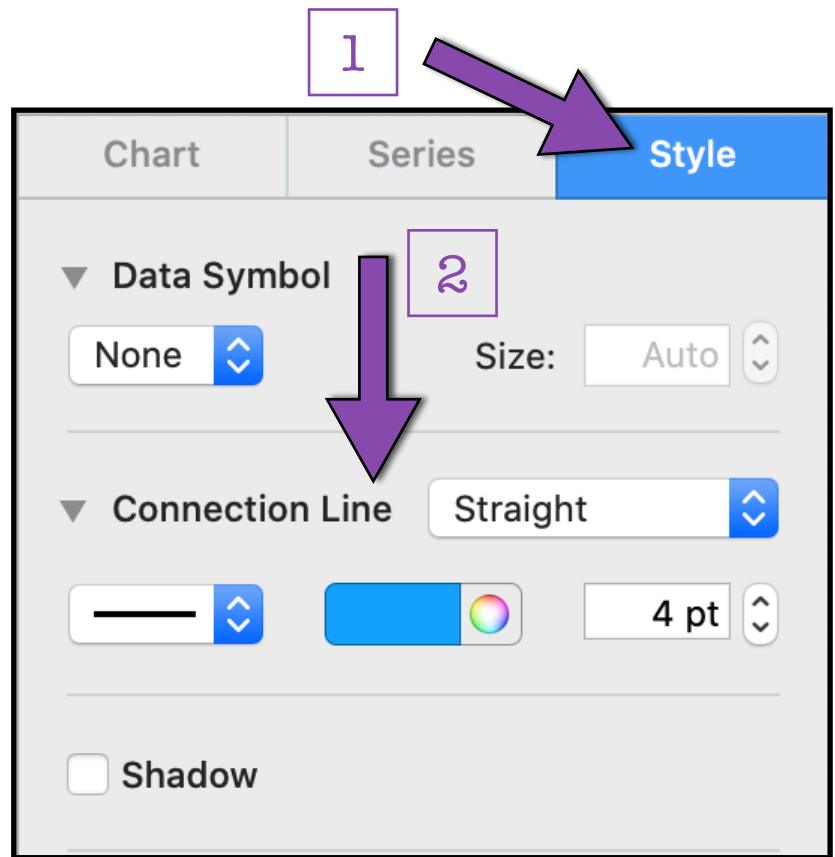 1
Chart Series Style
Data Symbol
2
None Size: Auto
Connection Line Straight
4 pt
Shadow